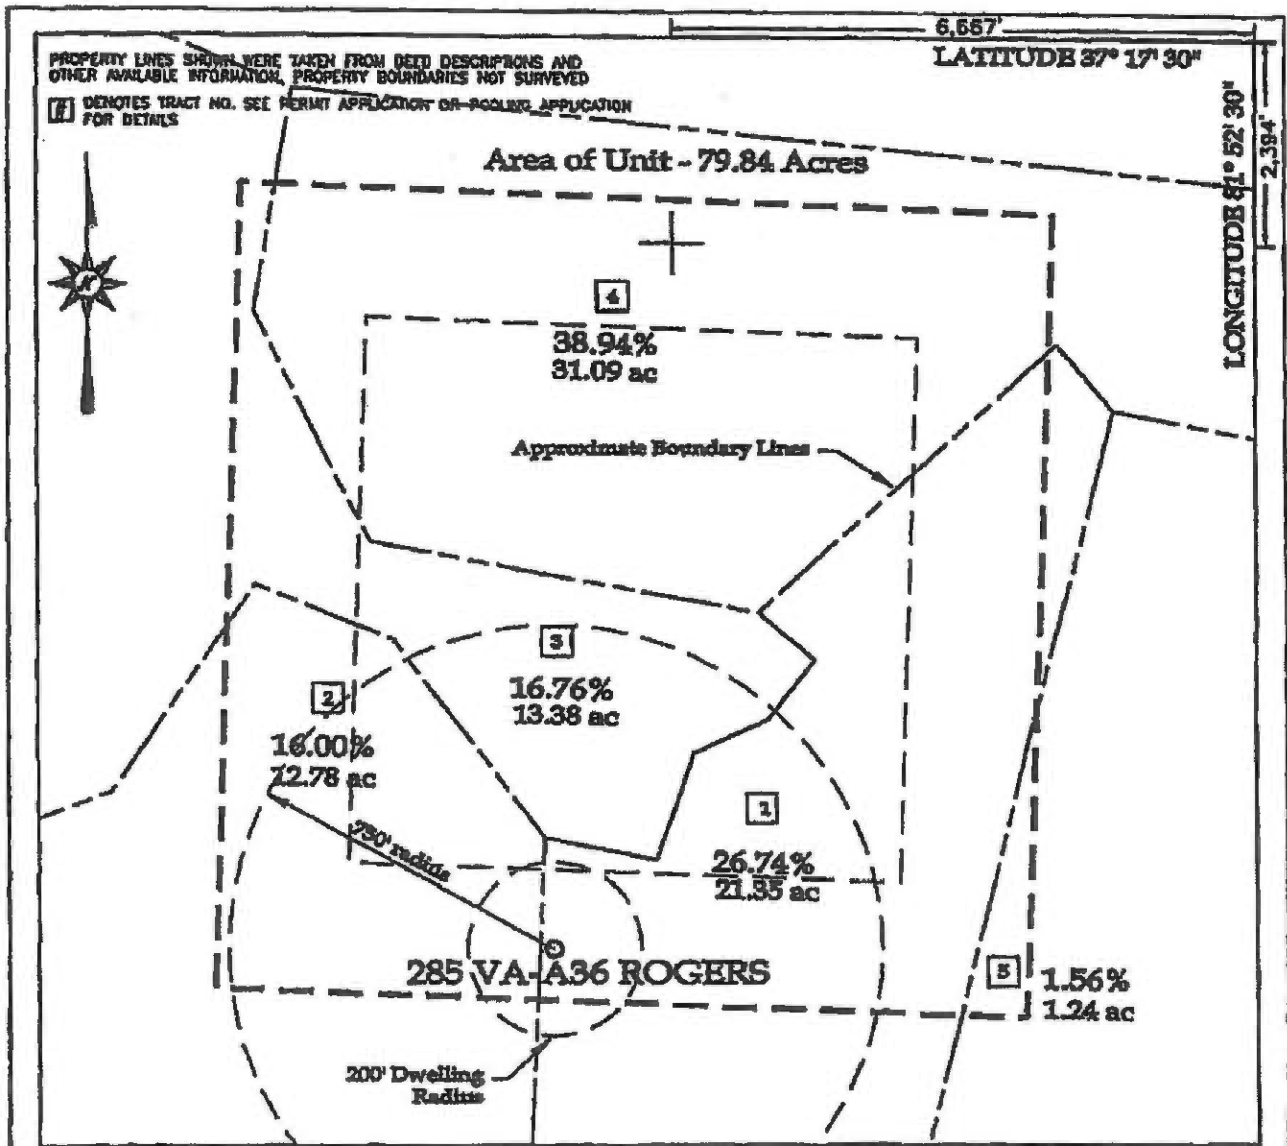 6,657'
LATITUDE 37° 17' 30"
PROPERTY LINES SHOWN WERE TAKEN FROM DEED DESCRIPTIONS AND
OTHER AVAILABLE INFORMATION, PROPERTY BOUNDARIES NOT SURVEYED
# DENOTES TRACT NO. SEE PERMIT APPLICATION OR POOLING APPLICATION
FOR DETAILS
LONGITUDE 81° 52' 30"
2,394'
Area of Unit - 79.84 Acres
N
4
38.94%
31.09 ac
Approximate Boundary Lines
3
16.76%
13.38 ac
2
16.00%
12.78 ac
750' radius
1
26.74%
21.35 ac
285 VA-A36 ROGERS
5
1.56%
1.24 ac
200' Dwelling
Radius